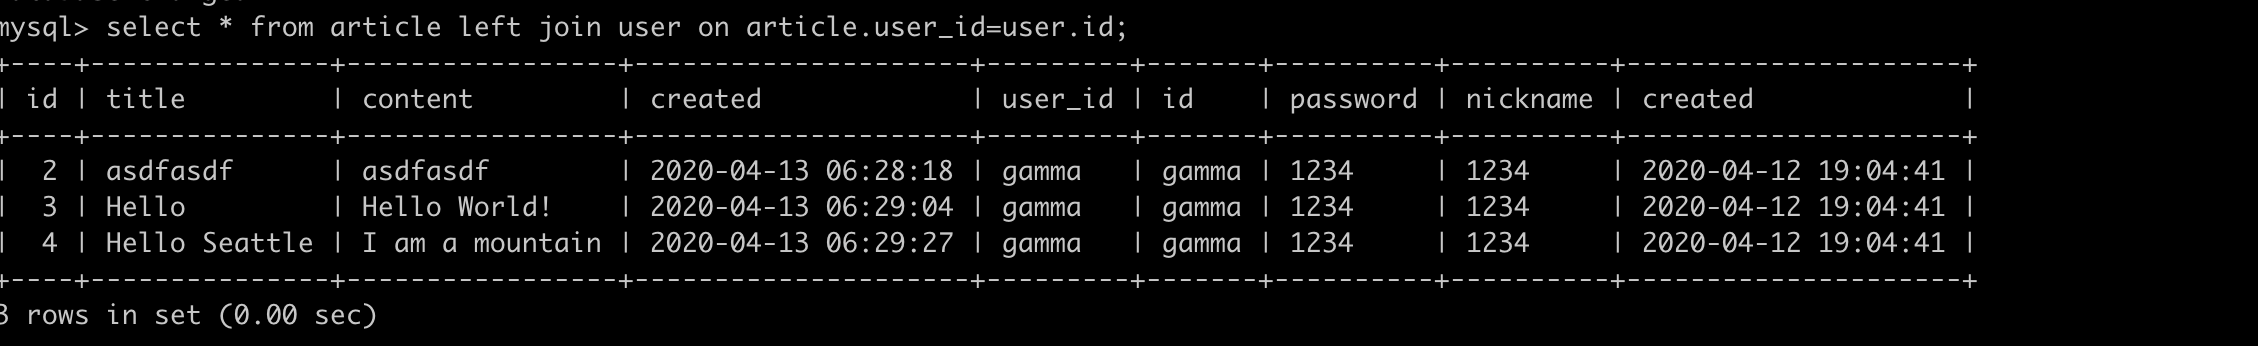 mysql> select * from article left join user on article.user_id=user.id;
+----+---------------+-----------------+---------------------+---------+-------+----------+----------+---------------------+
| id | title         | content         | created             | user_id | id    | password | nickname | created             |
+----+---------------+-----------------+---------------------+---------+-------+----------+----------+---------------------+
|  2 | asdfasdf      | asdfasdf        | 2020-04-13 06:28:18 | gamma   | gamma | 1234     | 1234     | 2020-04-12 19:04:41 |
|  3 | Hello         | Hello World!    | 2020-04-13 06:29:04 | gamma   | gamma | 1234     | 1234     | 2020-04-12 19:04:41 |
|  4 | Hello Seattle | I am a mountain | 2020-04-13 06:29:27 | gamma   | gamma | 1234     | 1234     | 2020-04-12 19:04:41 |
+----+---------------+-----------------+---------------------+---------+-------+----------+----------+---------------------+
3 rows in set (0.00 sec)